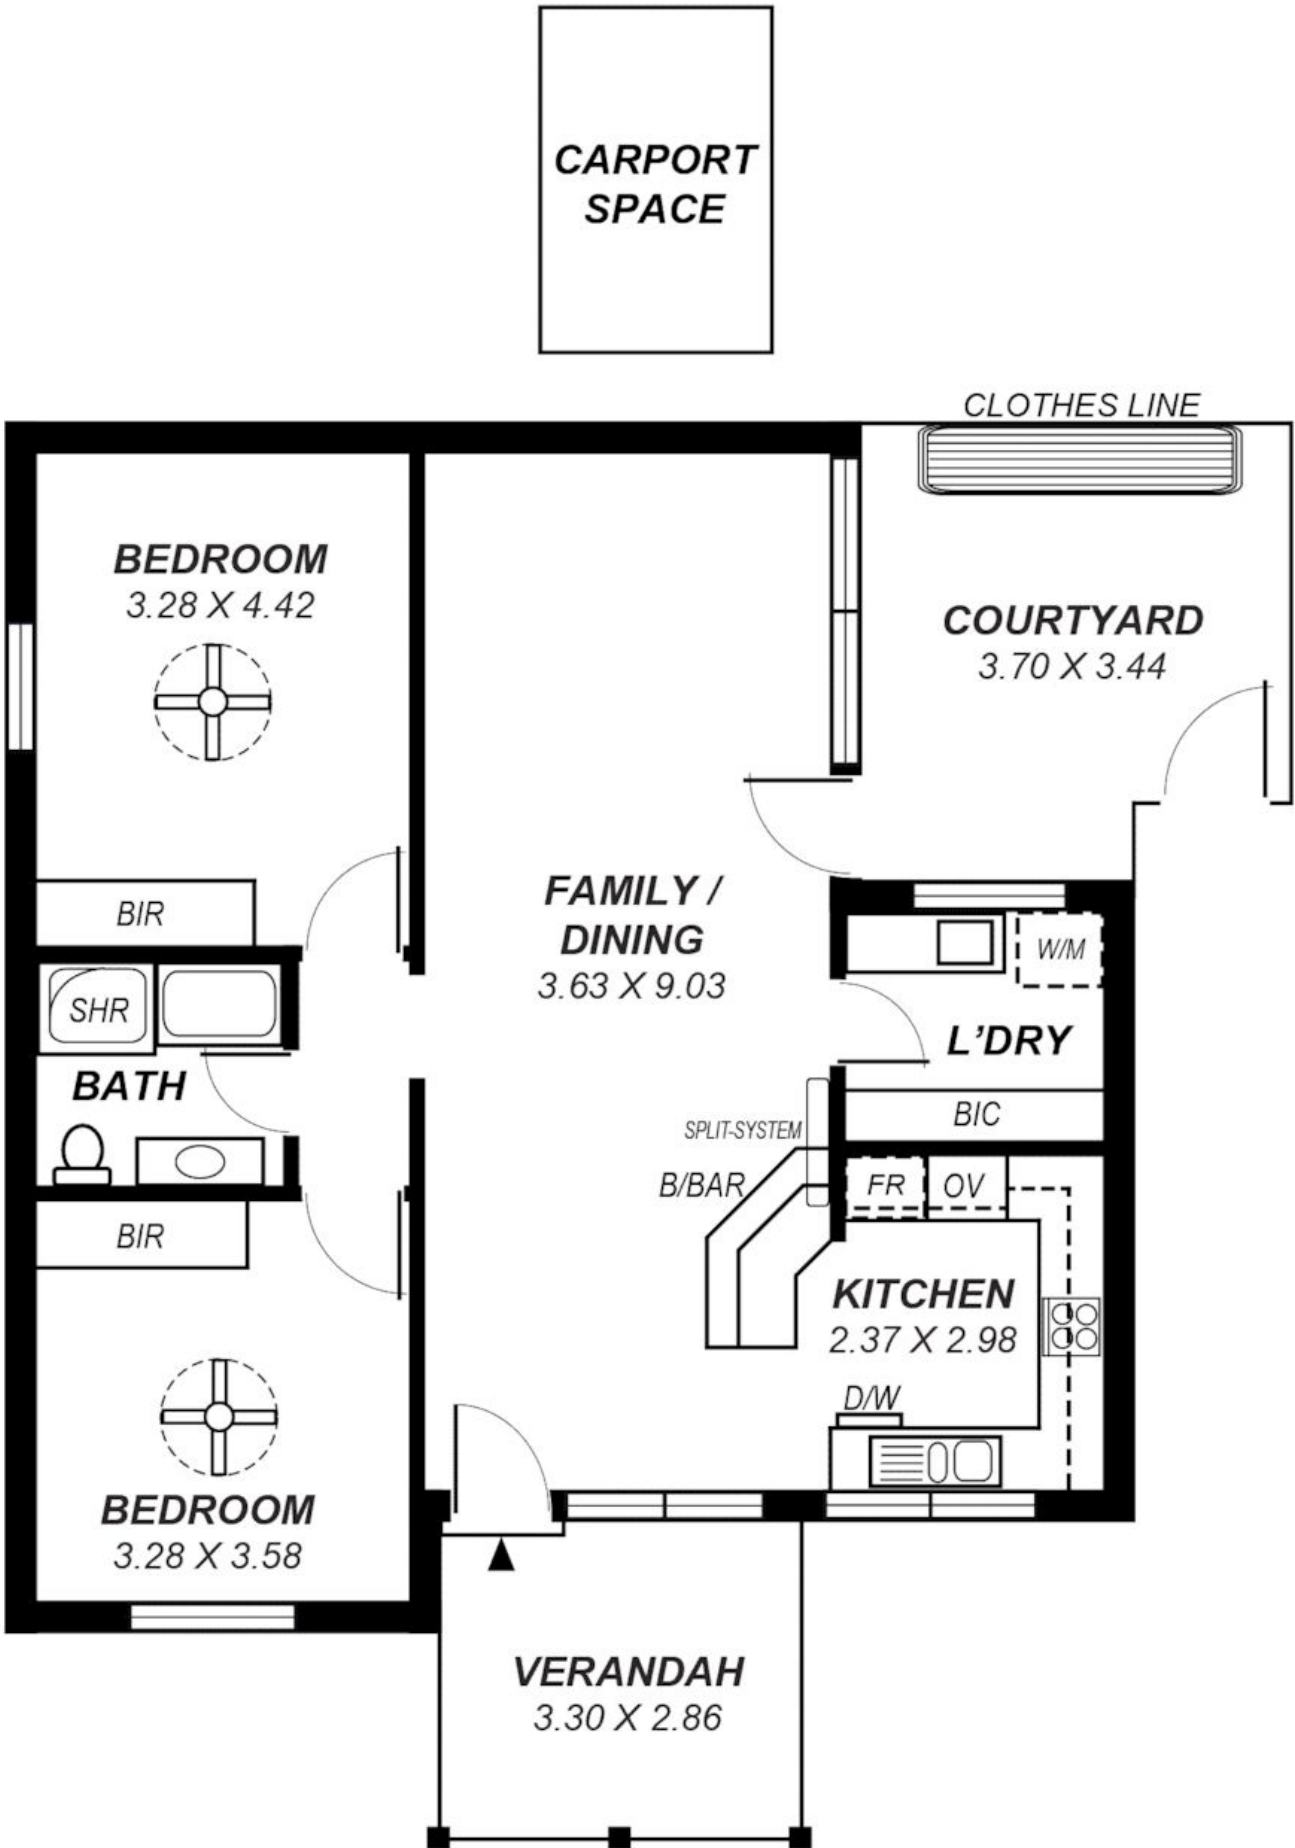 CARPORT
SPACE
CLOTHES LINE
BEDROOM
3.28 X 4.42
COURTYARD
3.70 X 3.44
BIR
FAMILY /
DINING
3.63 X 9.03
W/M
SHR
L'DRY
BATH
BIC
SPLIT-SYSTEM
B/BAR
FR
OV
BIR
KITCHEN
2.37 X 2.98
D/W
BEDROOM
3.28 X 3.58
VERANDAH
3.30 X 2.86